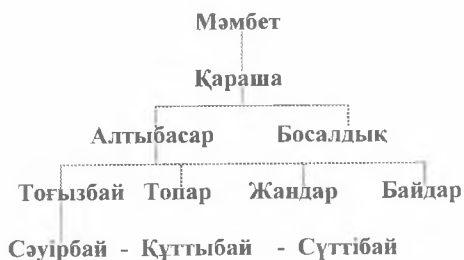 Мәмбет
Қараша
Алтыбасар Босалдық
Тоғызбай Топар Жандар Байдар
Сәуірбай - Құттыбай - Сүттібай